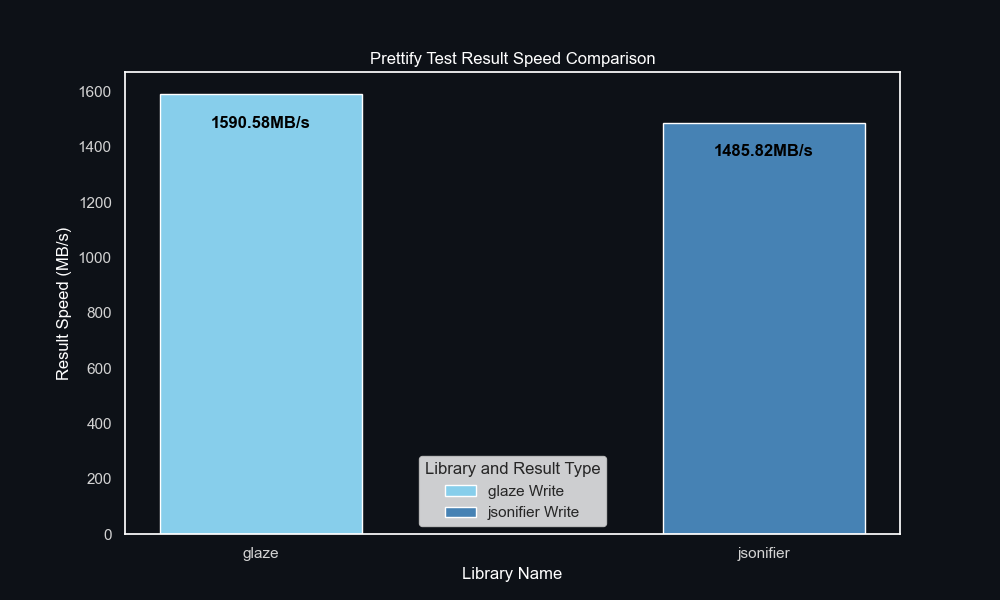 Prettify Test Result Speed Comparison
1600
1400
1200
1000
800
600
400
200
0
Result Speed (MB/s)
1590.58MB/s
1485.82MB/s
Library and Result Type
glaze Write
jsonifier Write
glaze
jsonifier
Library Name